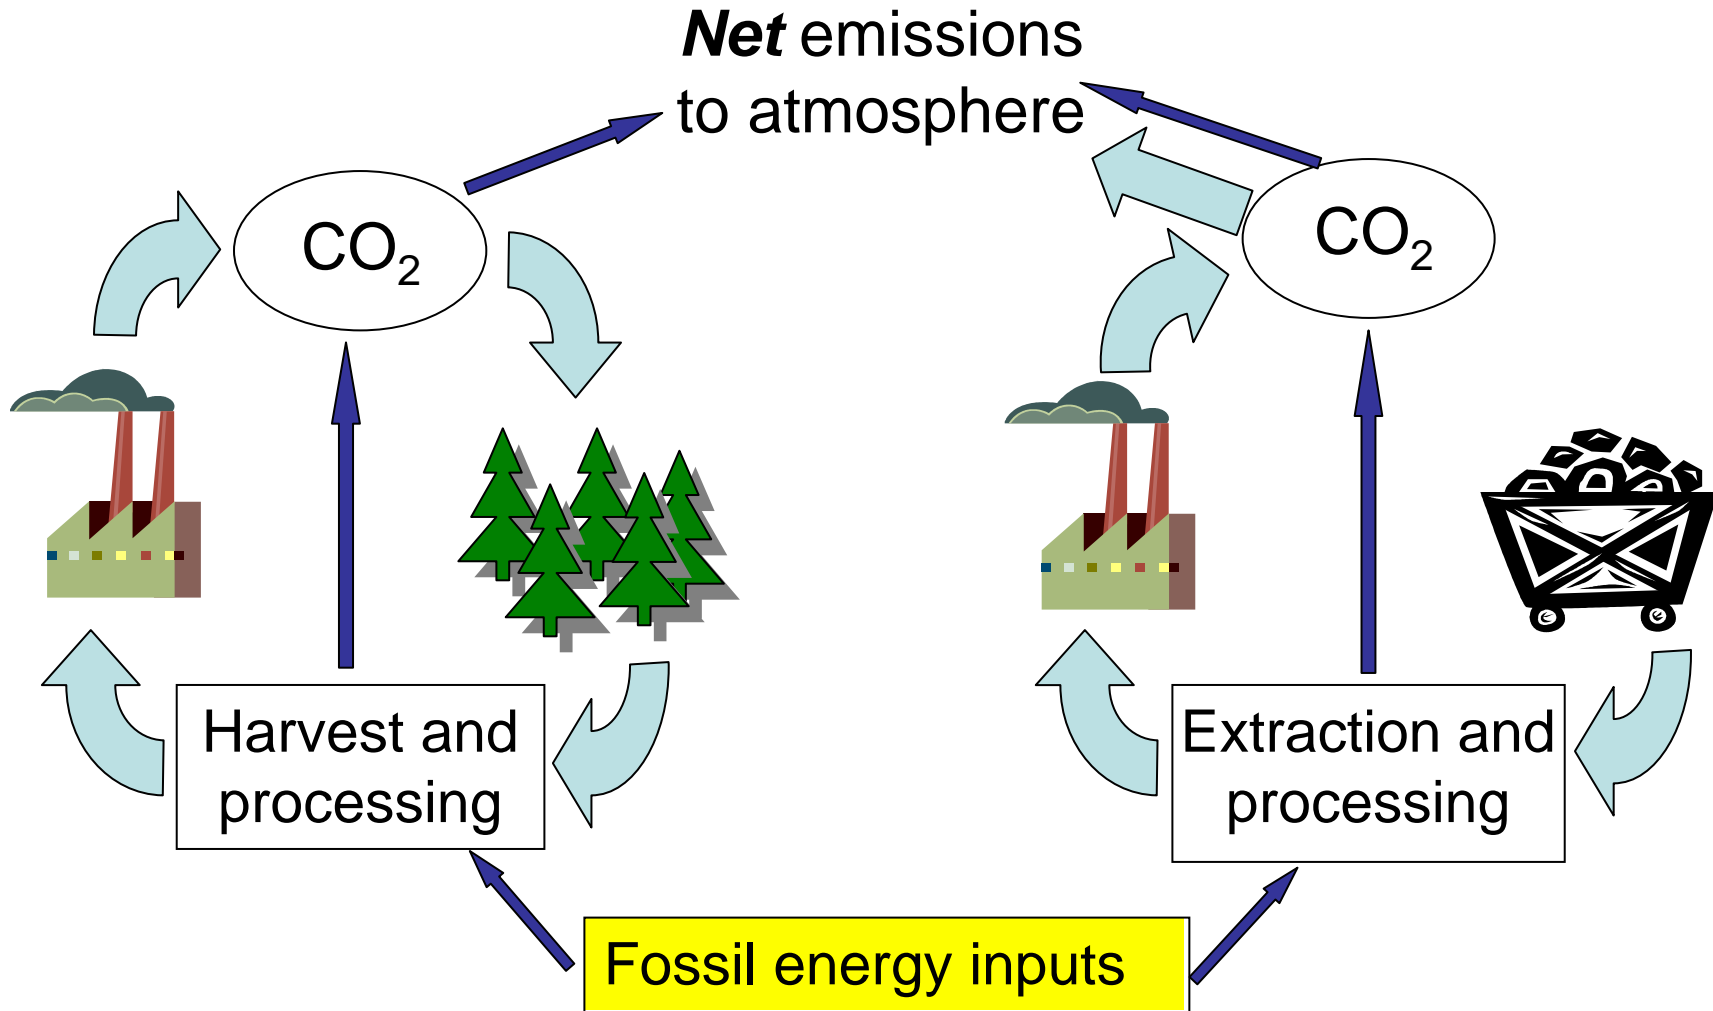 Net emissions
to atmosphere
CO₂
CO₂
Harvest and
processing
Extraction and
processing
Fossil energy inputs